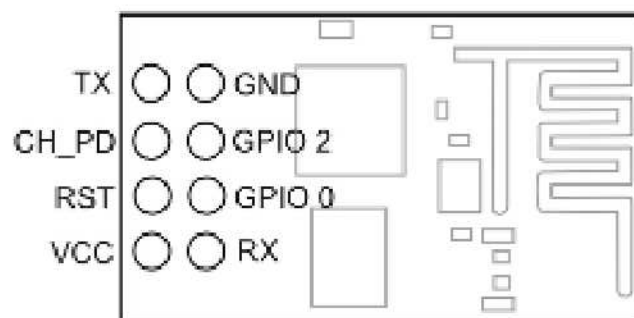 TX GND
CH_PD GPIO 2
RST GPIO 0
VCC RX